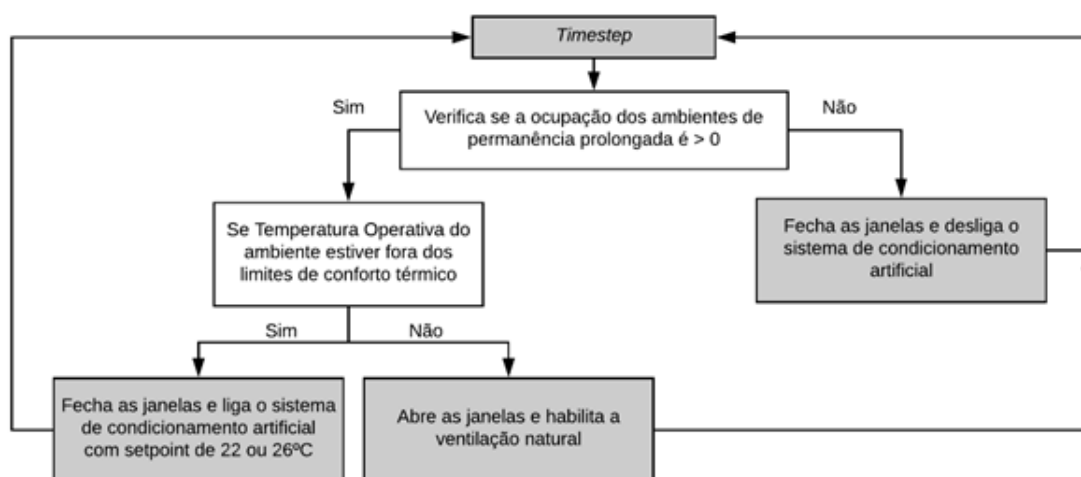 Timestep
Sim
Verifica se a ocupação dos ambientes de
permanência prolongada é > 0
Não
Se Temperatura Operativa do
ambiente estiver fora dos
limites de conforto térmico
Fecha as janelas e desliga o
sistema de condicionamento
artificial
Sim
Não
Fecha as janelas e liga o sistema
de condicionamento artificial
com setpoint de 22 ou 26ºC
Abre as janelas e habilita a
ventilação natural